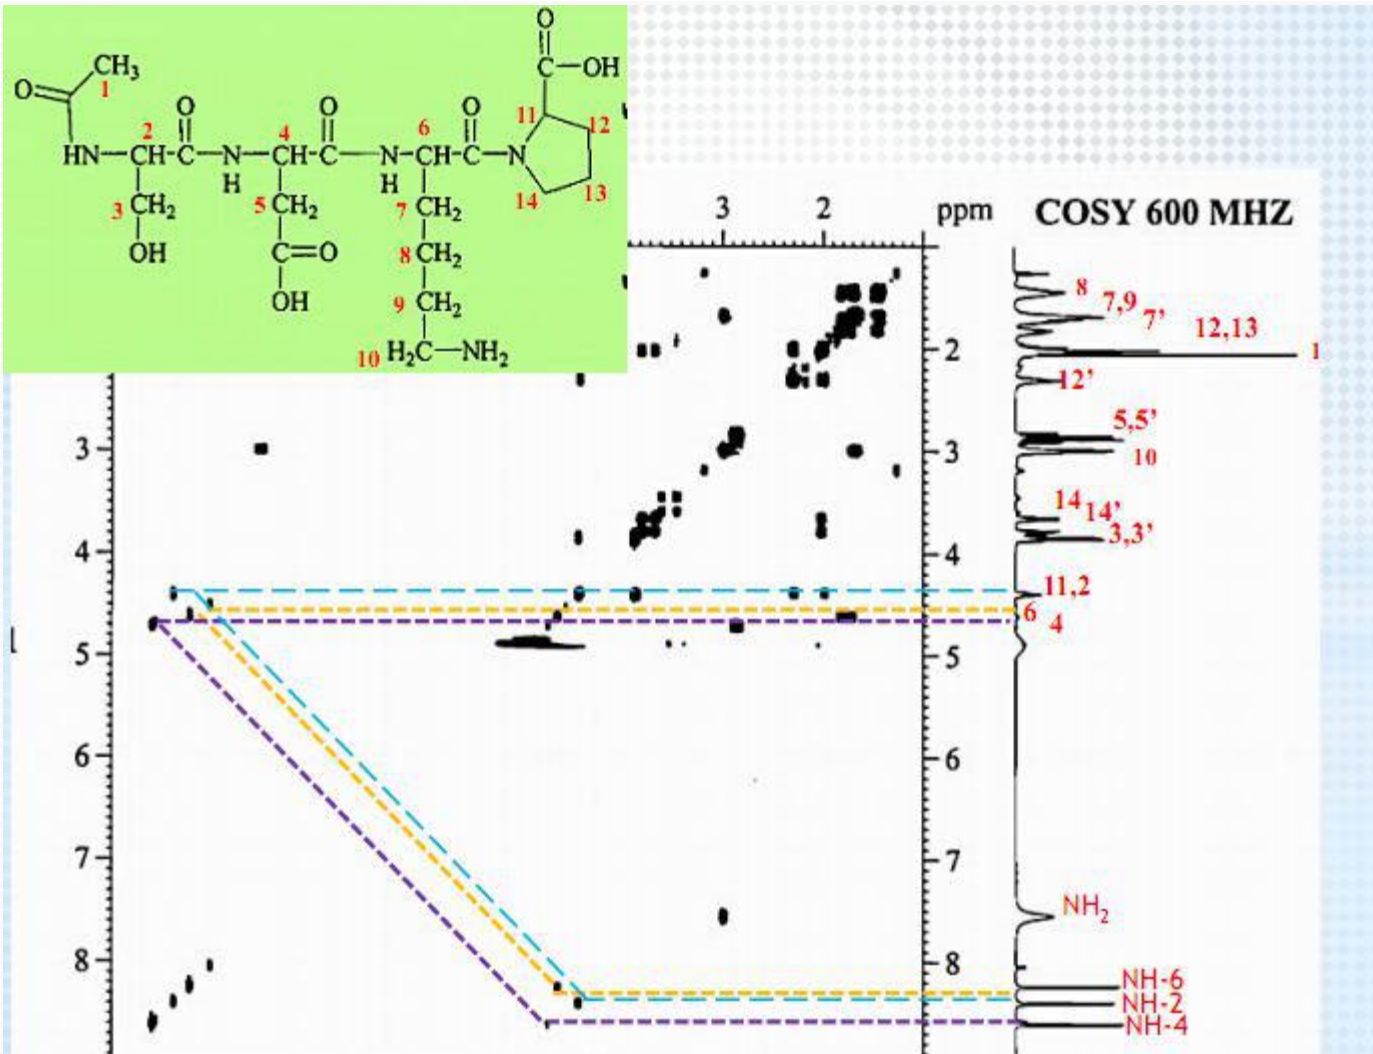 O
CH3
1
O
C—OH
11
12
13
14
HN—CH—C—N—CH—C—N—CH—C—N
2
O
4
O
6
O
H
H
3
CH2
5
CH2
7
CH2
OH
C=O
8
CH2
OH
9
CH2
10
H2C—NH2
3
2
ppm
COSY 600 MHZ
8
7,9
7’
12,13
2
1
12’
5,5’
3
3
10
14
14’
3,3’
4
4
11,2
6
4
5
5
6
6
7
7
NH2
8
8
NH-6
NH-2
NH-4